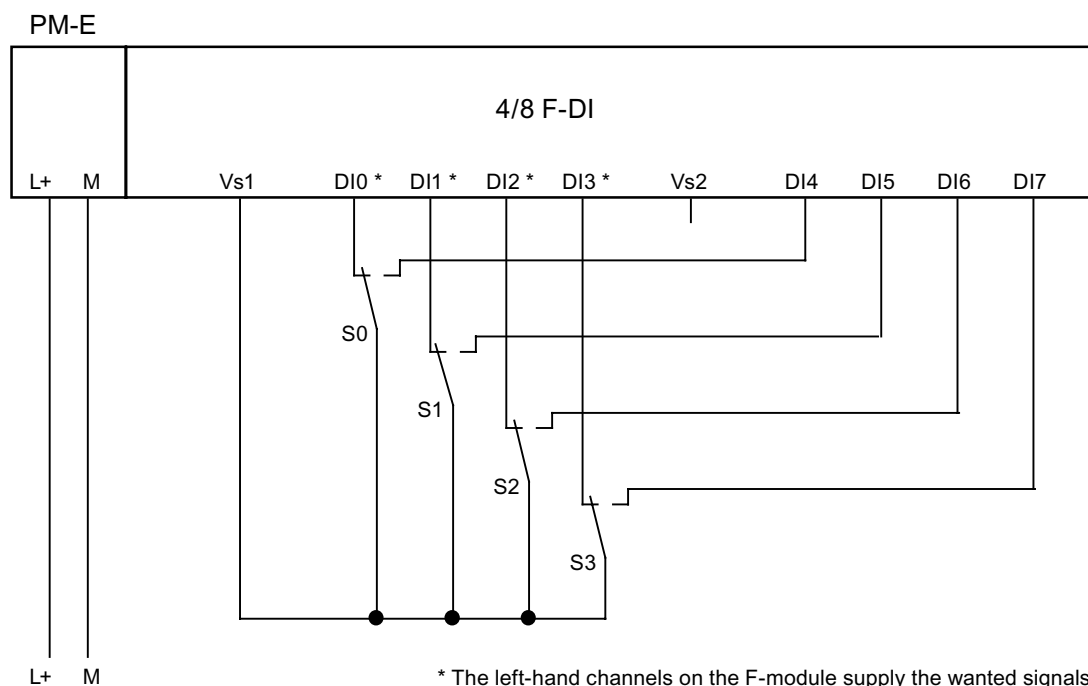 PM-E
4/8 F-DI
L+ M Vs1 DI0 * DI1 * DI2 * DI3 * Vs2 DI4 DI5 DI6 DI7
S0
S1
S2
S3
L+ M * The left-hand channels on the F-module supply the wanted signals